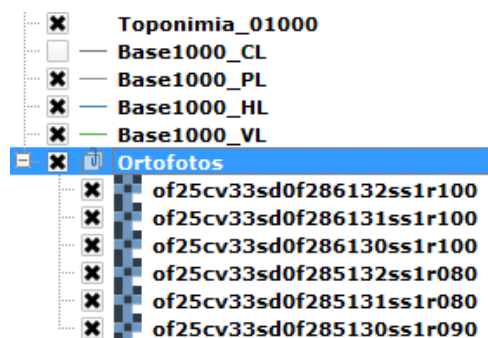 Toponimia_01000
Base1000_CL
Base1000_PL
Base1000_HL
Base1000_VL
Ortofotos
of25cv33sd0f286132ss1r100
of25cv33sd0f286131ss1r100
of25cv33sd0f286130ss1r100
of25cv33sd0f285132ss1r080
of25cv33sd0f285131ss1r080
of25cv33sd0f285130ss1r090